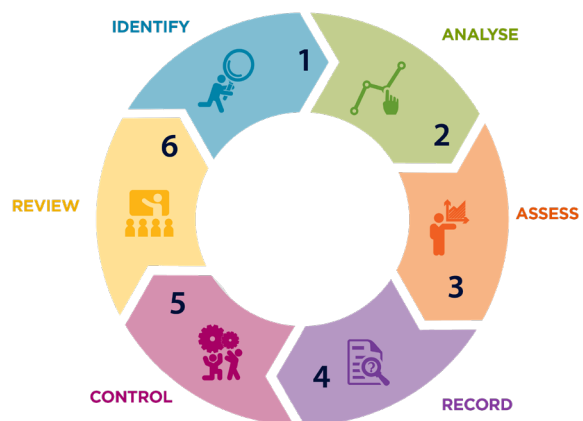 IDENTIFY
1
ANALYSE
2
ASSESS
3
RECORD
4
?
CONTROL
5
REVIEW
6